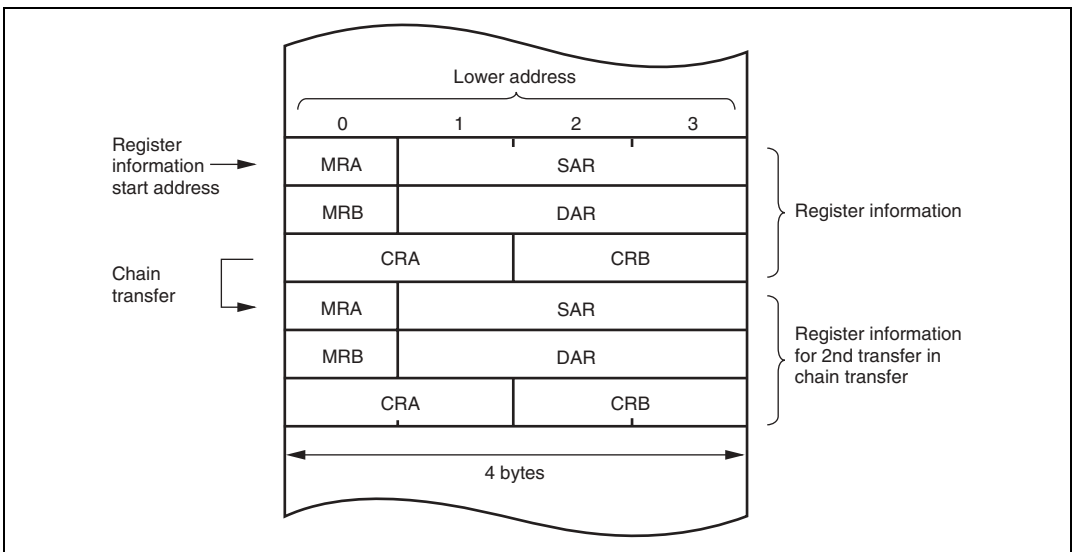 Lower address
0 1 2 3
Register
information
start address
MRA SAR
MRB DAR
Register information
CRA CRB
Chain
transfer
MRA SAR
MRB DAR
Register information
for 2nd transfer in
chain transfer
CRA CRB
4 bytes